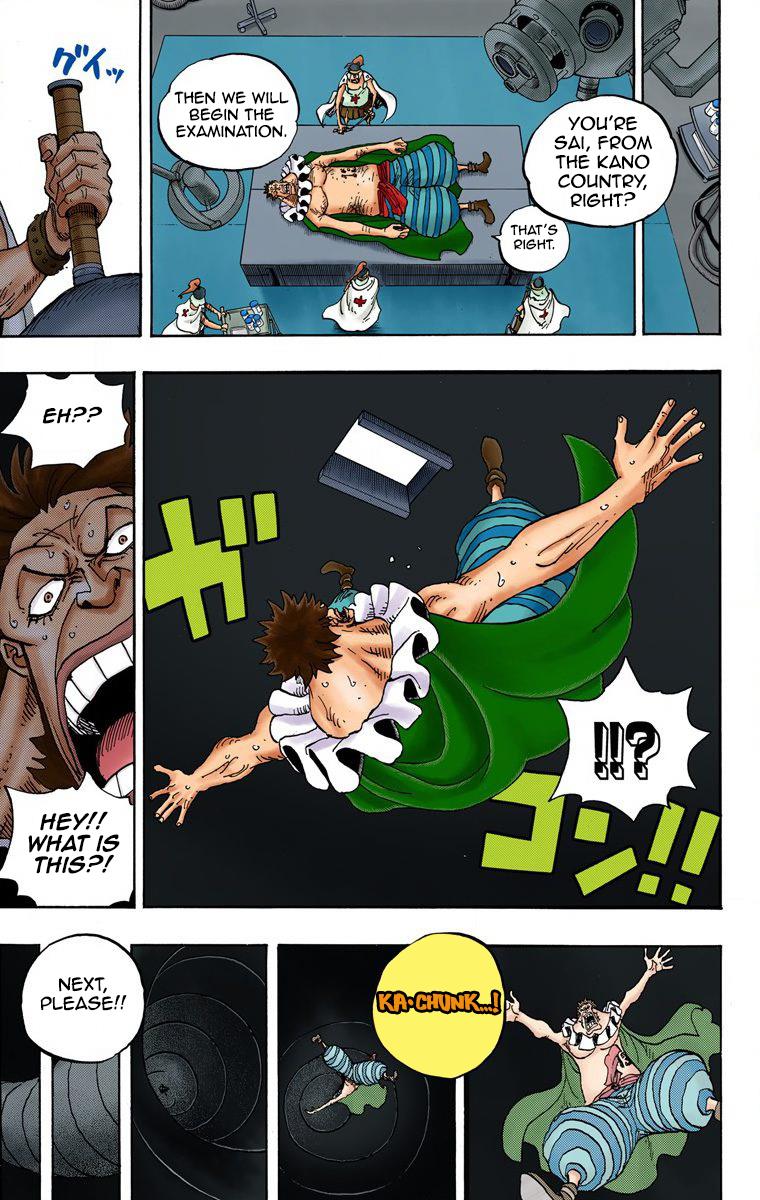 YOU'RE
SAI, FROM
THE KANO
COUNTRY,
RIGHT?
THAT'S
RIGHT.
THEN WE WILL
BEGIN THE
EXAMINATION.
グイッ
ガコン!!
!!?
EH??
HEY!!
WHAT IS
THIS?!
KA-CHUNK...!
NEXT,
PLEASE!!